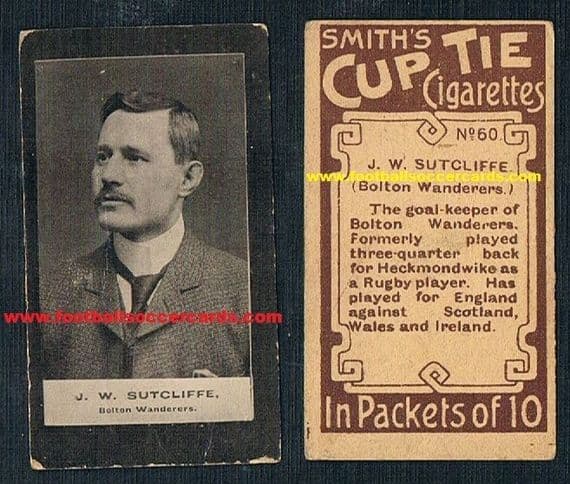 www.footballsoccercards.com
J. W. SUTCLIFFE,
Bolton Wanderers.
SMITH'S
CUP TIE
Cigarettes
No. 60.
J. W. SUTCLIFFE
www.footballsoccercards.com
(Bolton Wanderers.)
The goal-keeper of
Bolton Wanderers.
Formerly played
three-quarter back
for Heckmondwike as
a Rugby player. Has
played for England
against Scotland,
Wales and Ireland.
In Packets of 10